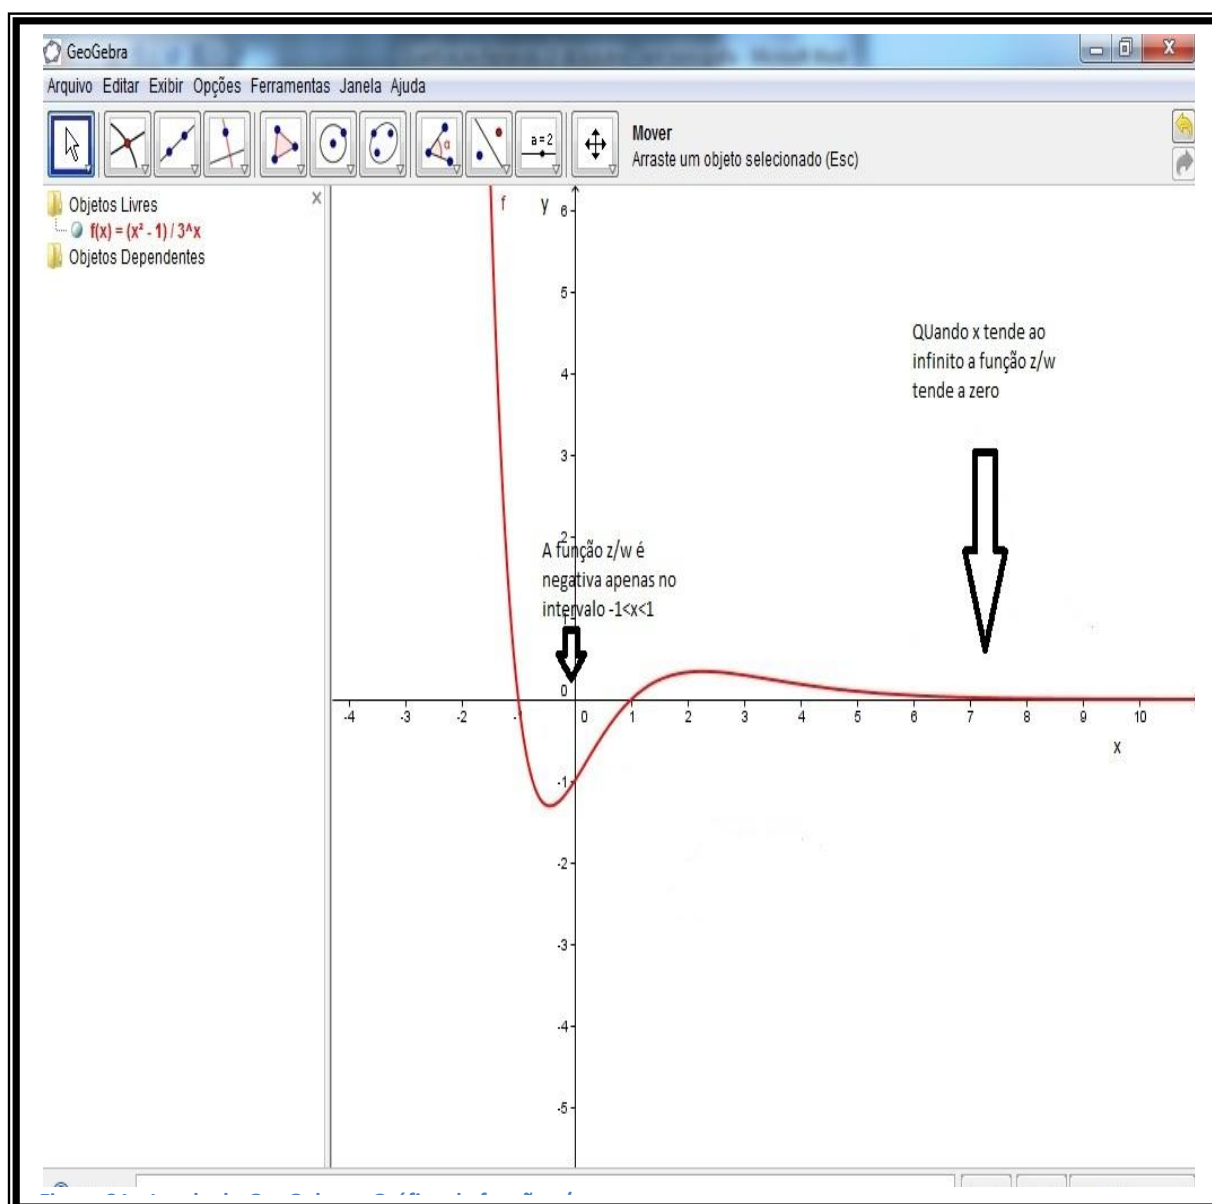 GeoGebra
Arquivo Editar Exibir Opções Ferramentas Janela Ajuda
a = 2
α
Mover
Arraste um objeto selecionado (Esc)
Objetos Livres
f(x) = (x² - 1) / 3^x
Objetos Dependentes
f
y
6
5
4
3
2
1
0
-1
-2
-3
-4
-5
QUando x tende ao
infinito a função z/w
tende a zero
A função z/w é
negativa apenas no
intervalo -1<x<1
-4 -3 -2 -1 0 1 2 3 4 5 6 7 8 9 10
x